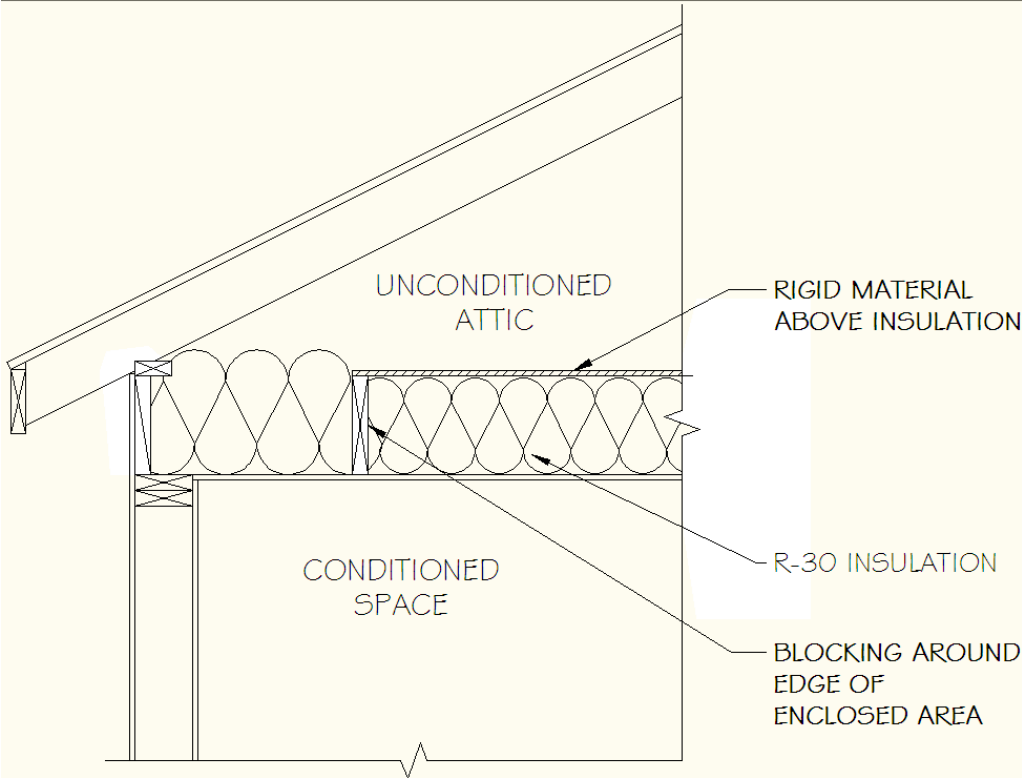 UNCONDITIONED
ATTIC
RIGID MATERIAL
ABOVE INSULATION
CONDITIONED
SPACE
R-30 INSULATION
BLOCKING AROUND
EDGE OF
ENCLOSED AREA